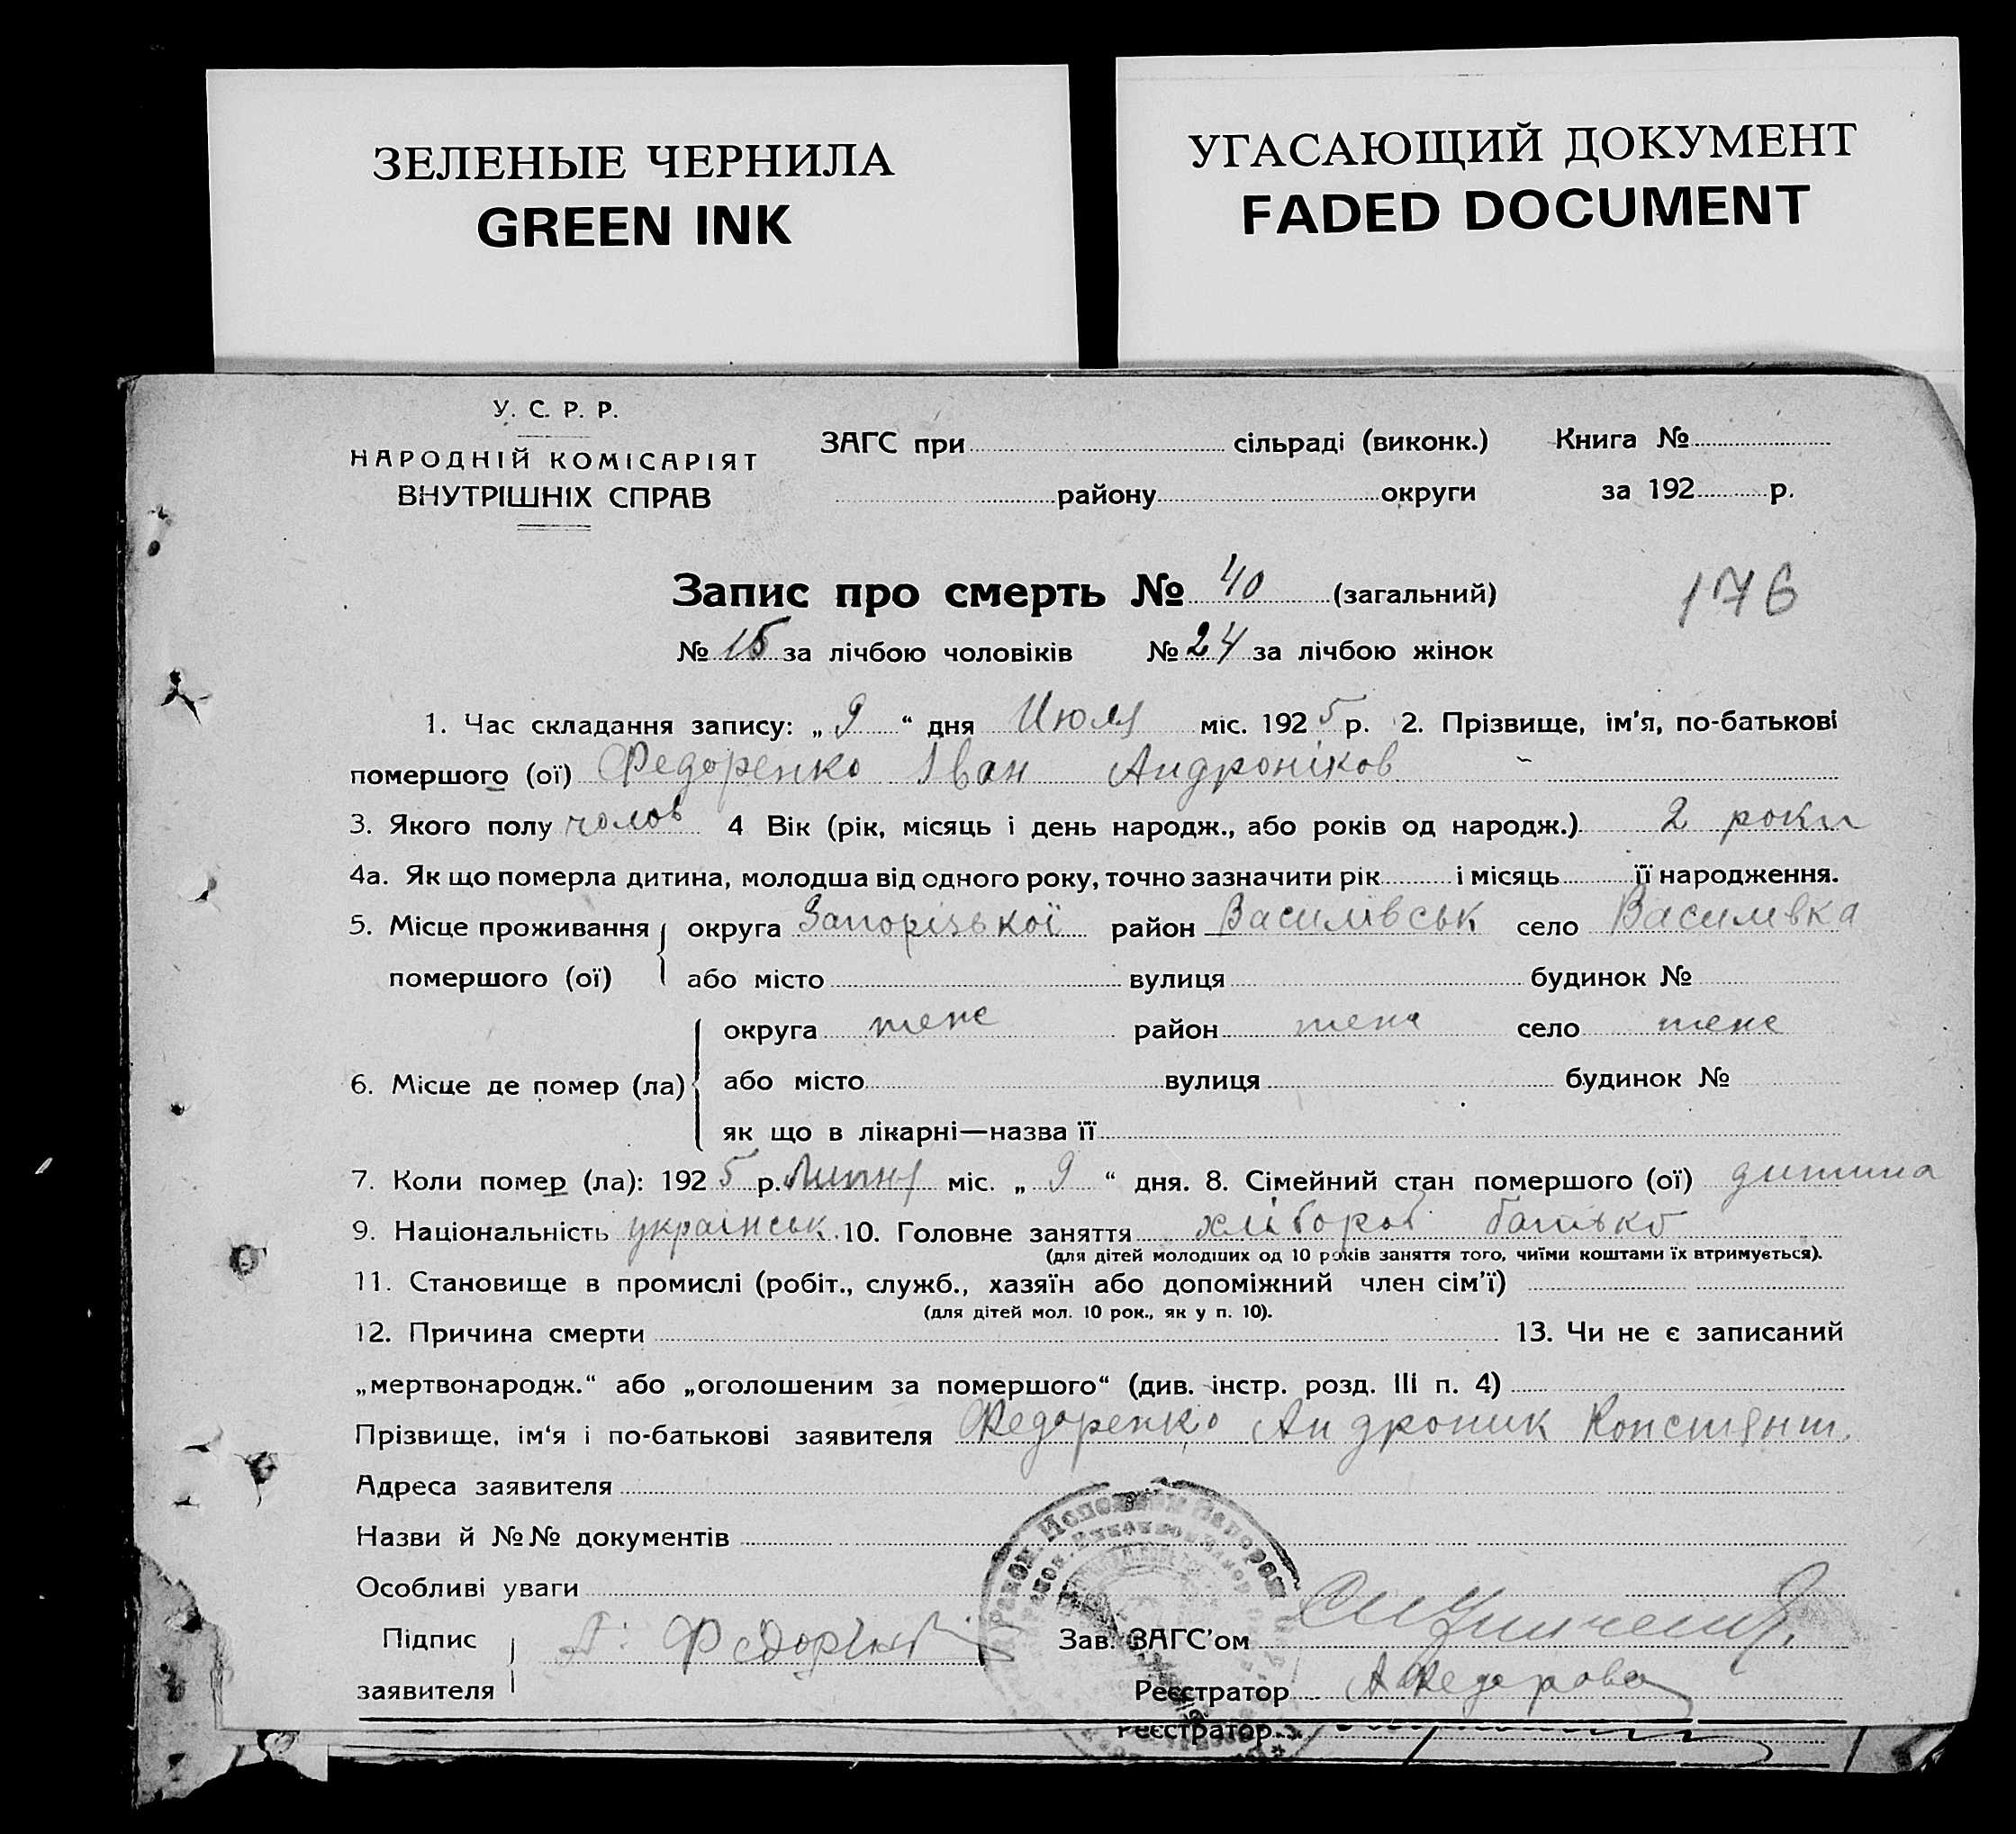 ЗЕЛЕНЫЕ ЧЕРНИЛА
GREEN INK
УГАСАЮЩИЙ ДОКУМЕНТ
FADED DOCUMENT
У. С. Р. Р.
НАРОДНІЙ КОМІСАРІЯТ
ВНУТРІШНІХ СПРАВ
ЗАГС при сільраді (виконк.)
району округи
Книга №
за 192 р.
Запис про смерть № 40 (загальний)
176
№ 15 за лічбою чоловіків № 24 за лічбою жінок
1. Час складання запису: „ 9 “ дня Июля міс. 1925 р. 2. Прізвище, ім'я, по-батькові
помершого (ої) Федоренко Іван Андроніков
3. Якого полу чолов 4 Вік (рік, місяць і день народж., або років од народж.) 2 роки
4а. Як що померла дитина, молодша від одного року, точно зазначити рік і місяць її народження.
5. Місце проживання округа Запорізької район Василівськ село Василівка
помершого (ої) або місто вулиця будинок №
округа теже район теже село теже
6. Місце де помер (ла) або місто вулиця будинок №
як що в лікарні—назва її
7. Коли помер (ла): 1925 р. Липня міс. „ 9 “ дня. 8. Сімейний стан помершого (ої) дитина
9. Національність українськ. 10. Головне заняття хлібороб батько
(для дітей молодших од 10 років заняття того, чиїми коштами їх втримується).
11. Становище в промислі (робіт., служб., хазяїн або допоміжний член сім'ї)
(для дітей мол. 10 рок., як у п. 10).
12. Причина смерти 13. Чи не є записаний
„мертвонародж.“ або „оголошеним за помершого“ (див. інстр. розд. III п. 4)
Прізвище, ім'я і по-батькові заявителя Федоренко Андроник Констянт.
Адреса заявителя
Назви й №№ документів
Особливі уваги
Підпис
заявителя
Зав. ЗАГС'ом
Реєстратор А Федорова
Реєстратор